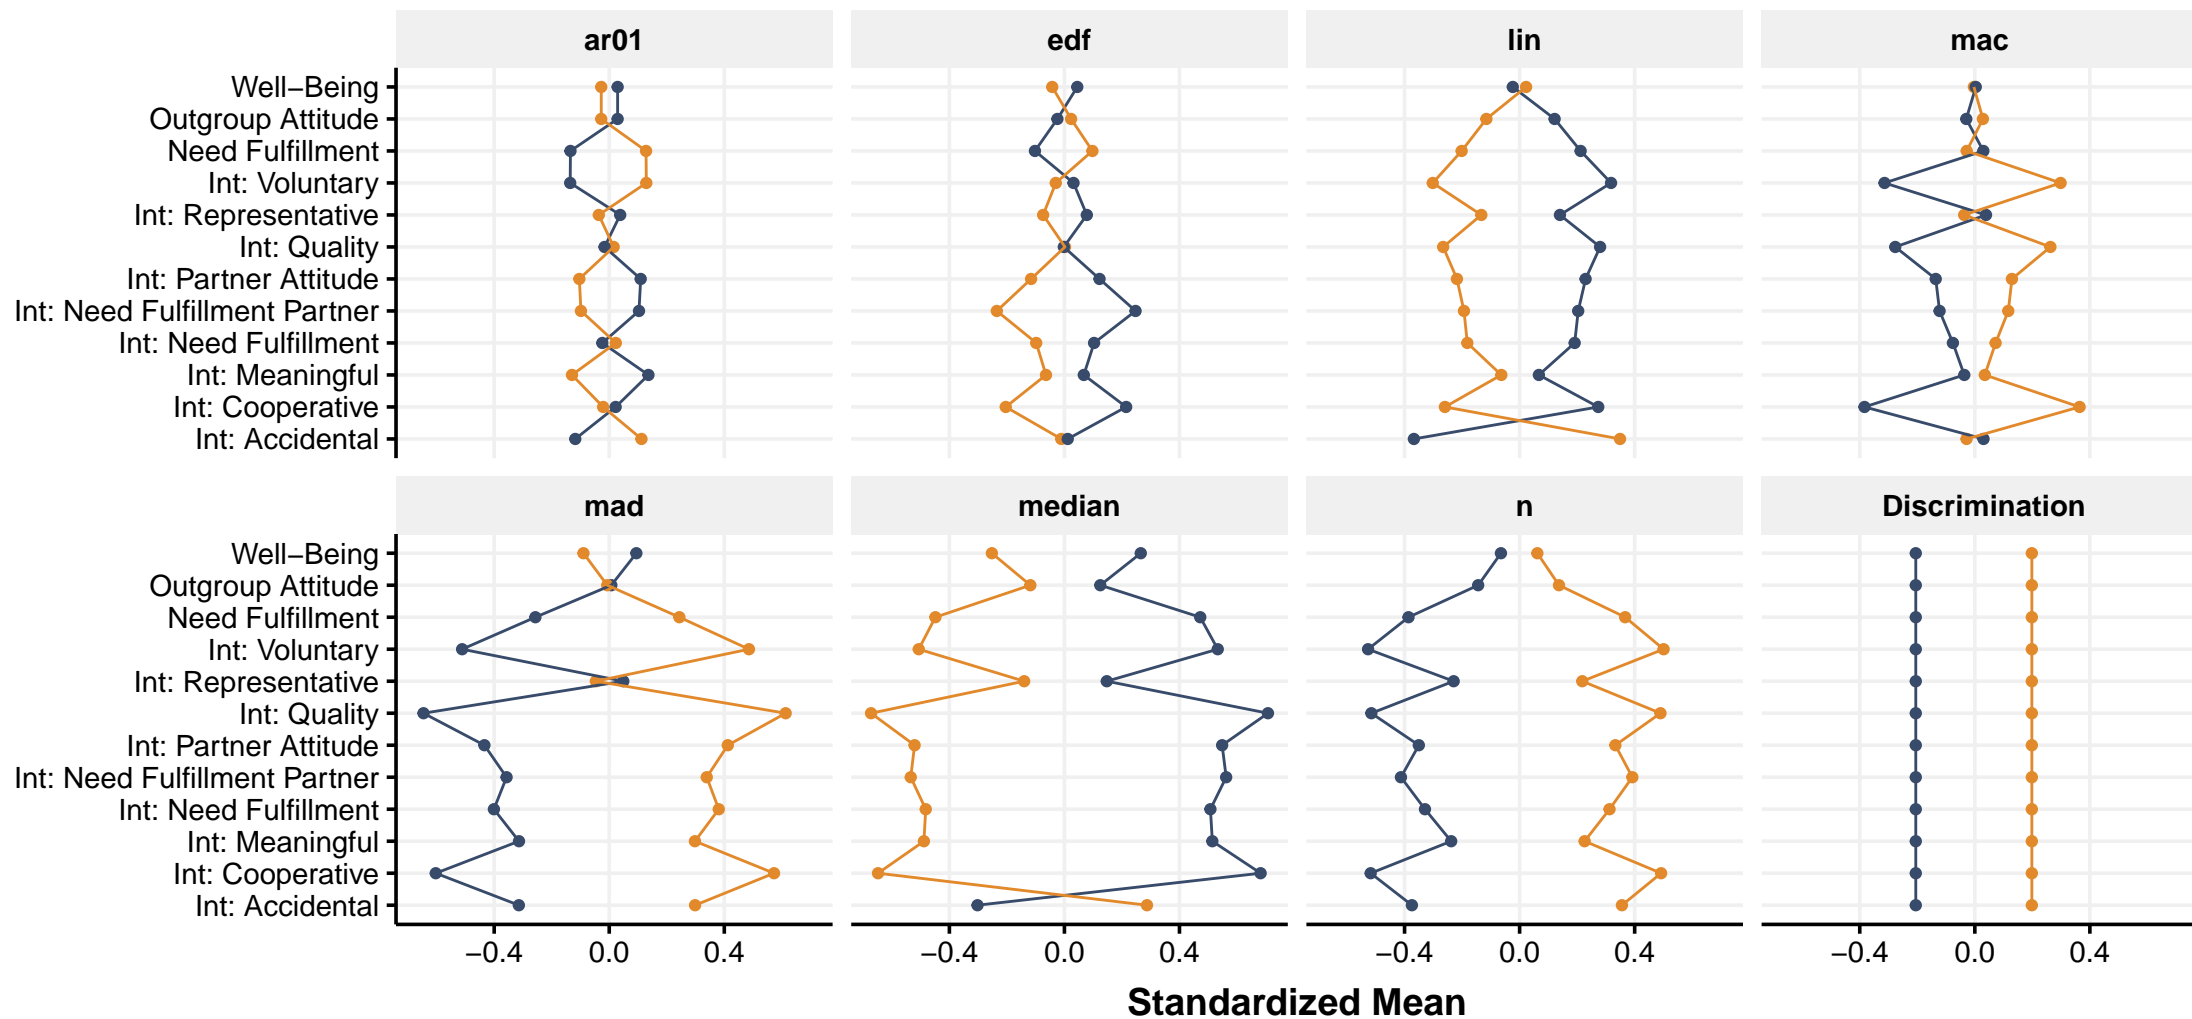 ar01 edf lin mac
Well−Being
Outgroup Attitude
Need Fulfillment
Int: Voluntary
Int: Representative
Int: Quality
Int: Partner Attitude
Int: Need Fulfillment Partner
Int: Need Fulfillment
Int: Meaningful
Int: Cooperative
Int: Accidental
mad median n Discrimination
Well−Being
Outgroup Attitude
Need Fulfillment
Int: Voluntary
Int: Representative
Int: Quality
Int: Partner Attitude
Int: Need Fulfillment Partner
Int: Need Fulfillment
Int: Meaningful
Int: Cooperative
Int: Accidental
−0.4 0.0 0.4 −0.4 0.0 0.4 −0.4 0.0 0.4 −0.4 0.0 0.4
Standardized Mean